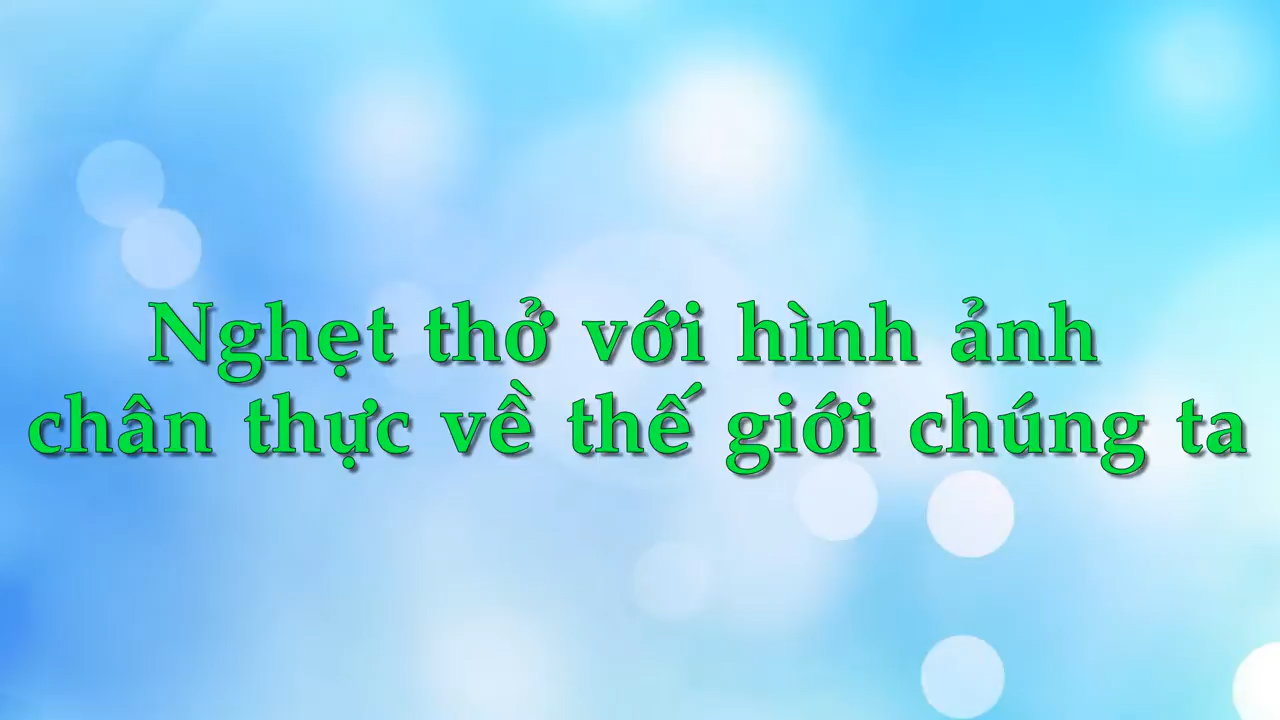 Nghẹt thở với hình ảnh
chân thực về thế giới chúng ta